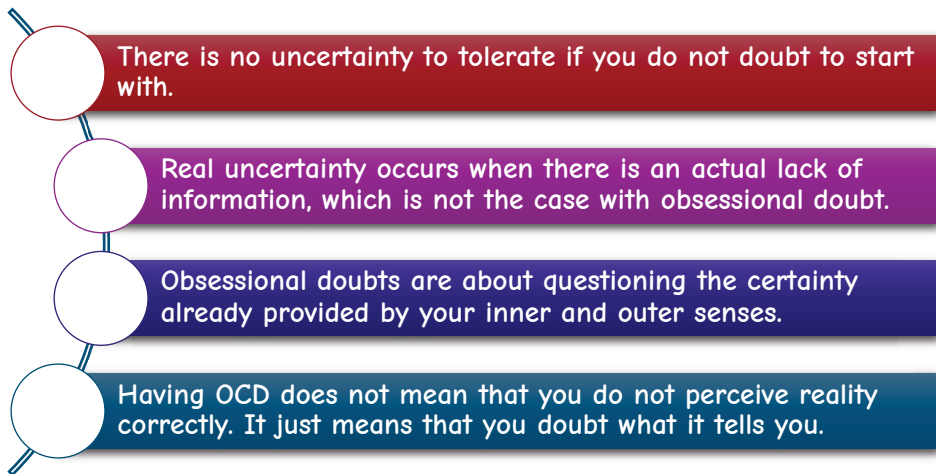 There is no uncertainty to tolerate if you do not doubt to start
with.
Real uncertainty occurs when there is an actual lack of
information, which is not the case with obsessional doubt.
Obsessional doubts are about questioning the certainty
already provided by your inner and outer senses.
Having OCD does not mean that you do not perceive reality
correctly. It just means that you doubt what it tells you.